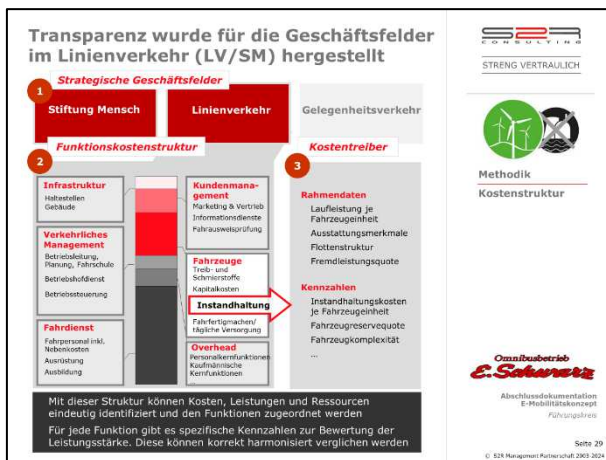 Transparenz wurde für die Geschäftsfelder
im Linienverkehr (LV/SM) hergestellt
1
Strategische Geschäftsfelder
Stiftung Mensch
Linienverkehr
Gelegenheitsverkehr
2
Funktionskostenstruktur
Infrastruktur
Haltestellen
Gebäude
Verkehrliches
Management
Betriebsleitung,
Planung, Fahrschule
Betriebshofdienst
Betriebssteuerung
Fahrdienst
Fahrpersonal inkl.
Nebenkosten
Ausrüstung
Ausbildung
Kundenmana-
gement
Marketing & Vertrieb
Informationsdienste
Fahrausweisprüfung
Fahrzeuge
Treib- und
Schmierstoffe
Kapitalkosten
Instandhaltung
Fahrfertigmachen/
tägliche Versorgung
Overhead
Personalkernfunktionen
Kaufmännische
Kernfunktionen
...
3
Kostentreiber
Rahmendaten
Laufleistung je
Fahrzeugeinheit
Ausstattungsmerkmale
Flottenstruktur
Fremdleistungsquote
Kennzahlen
Instandhaltungskosten
je Fahrzeugeinheit
Fahrzeugreservequote
Fahrzeugkomplexität
...
Mit dieser Struktur können Kosten, Leistungen und Ressourcen
eindeutig identifiziert und den Funktionen zugeordnet werden
Für jede Funktion gibt es spezifische Kennzahlen zur Bewertung der
Leistungsstärke. Diese können korrekt harmonisiert verglichen werden
S2R
CONSULTING
STRENG VERTRAULICH
Methodik
Kostenstruktur
Omnibusbetrieb
E. Schwarz
Abschlussdokumentation
E-Mobilitätskonzept
Führungskreis
Seite 29
© S2R Management Partnerschaft 2003-2024